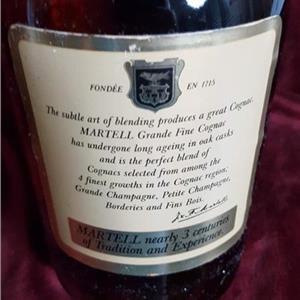 FONDÉE EN 1715
The subtle art of blending produces a great Cognac.
MARTELL Grande Fine Cognac
has undergone long ageing in oak casks
and is the perfect blend of
Cognacs selected from among the
4 finest growths in the Cognac region;
Grande Champagne, Petite Champagne,
Borderies and Fins Bois.
MARTELL nearly 3 centuries
of Tradition and Experience.